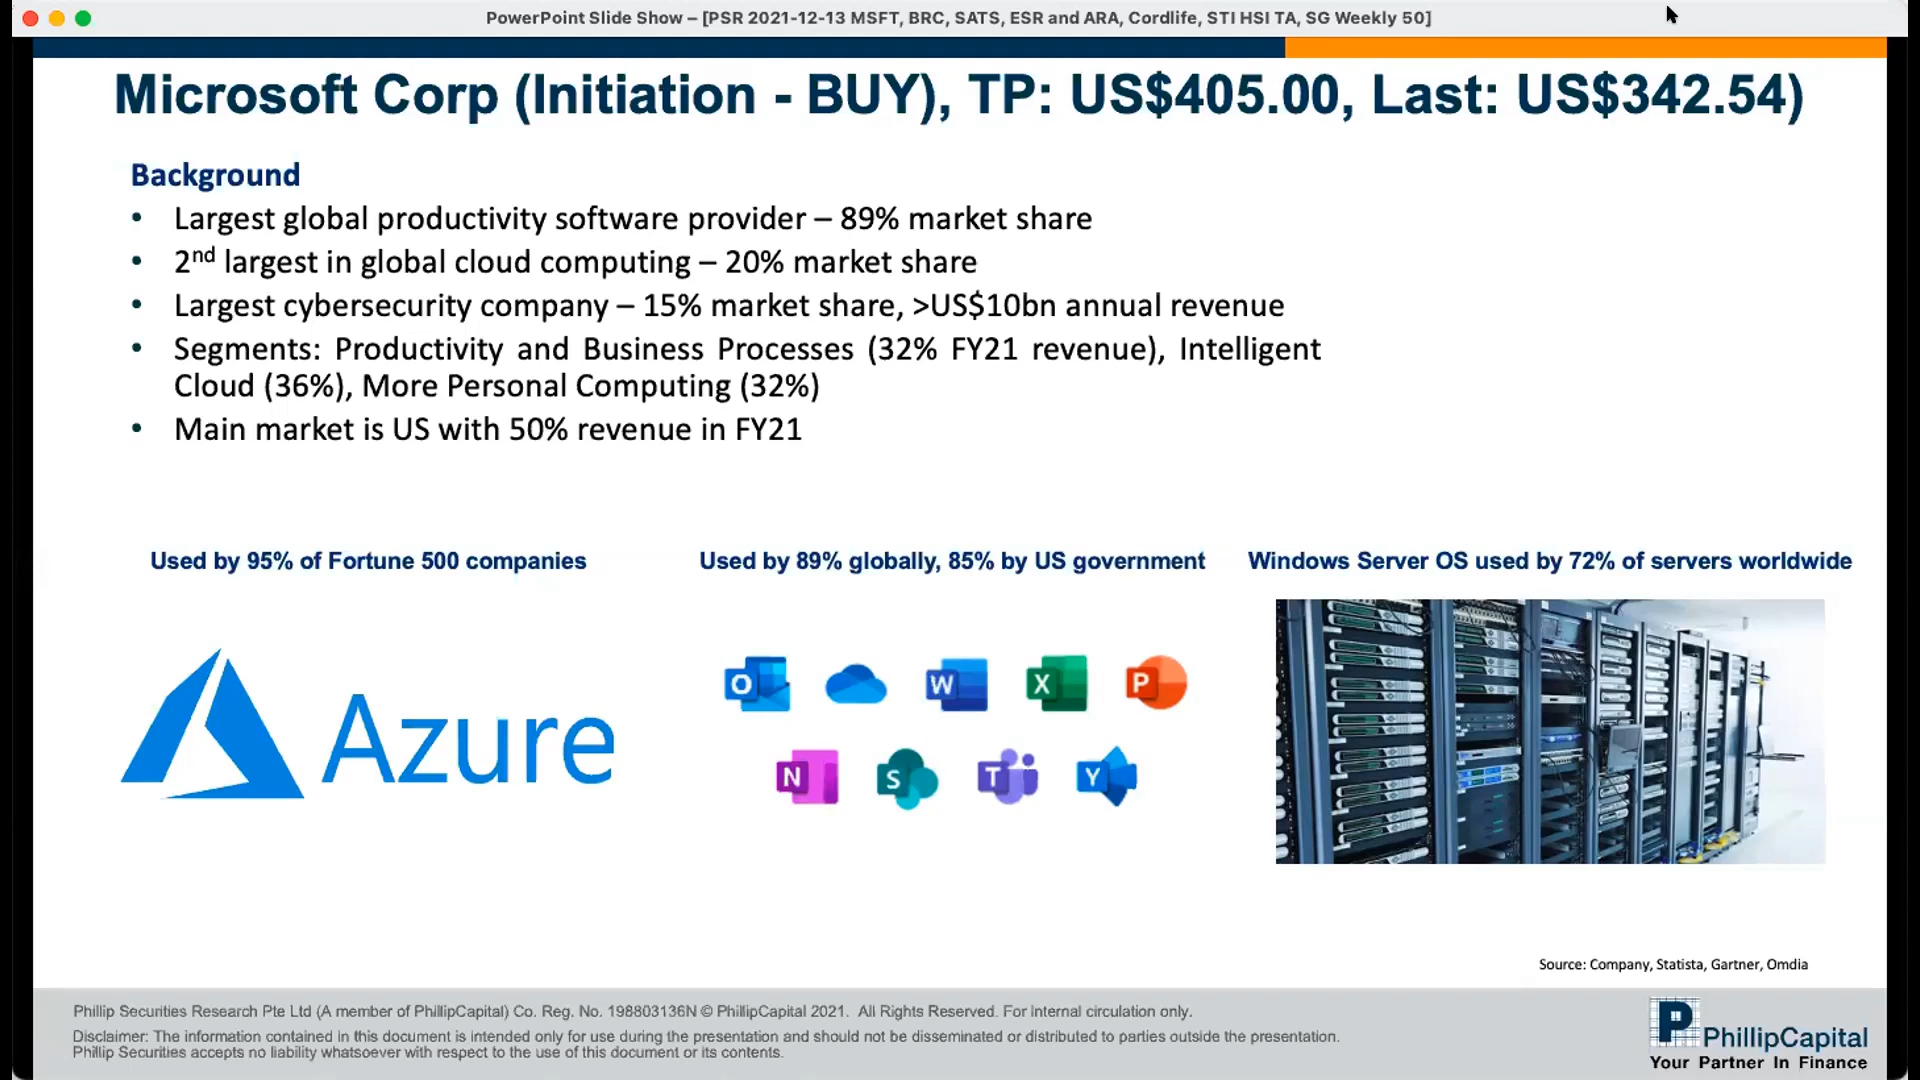 PowerPoint Slide Show – [PSR 2021-12-13 MSFT, BRC, SATS, ESR and ARA, Cordlife, STI HSI TA, SG Weekly 50]
Microsoft Corp (Initiation - BUY), TP: US$405.00, Last: US$342.54)
Background
• Largest global productivity software provider – 89% market share
• 2nd largest in global cloud computing – 20% market share
• Largest cybersecurity company – 15% market share, >US$10bn annual revenue
• Segments: Productivity and Business Processes (32% FY21 revenue), Intelligent
Cloud (36%), More Personal Computing (32%)
• Main market is US with 50% revenue in FY21
Used by 95% of Fortune 500 companies
Azure
Used by 89% globally, 85% by US government
O W X P
N S T Y
Windows Server OS used by 72% of servers worldwide
Source: Company, Statista, Gartner, Omdia
Phillip Securities Research Pte Ltd (A member of PhillipCapital) Co. Reg. No. 198803136N © PhillipCapital 2021. All Rights Reserved. For Internal circulation only.
Disclaimer: The information contained in this document is intended only for use during the presentation and should not be disseminated or distributed to parties outside the presentation.
Phillip Securities accepts no liability whatsoever with respect to the use of this document or its contents.
P PhillipCapital
Your Partner In Finance